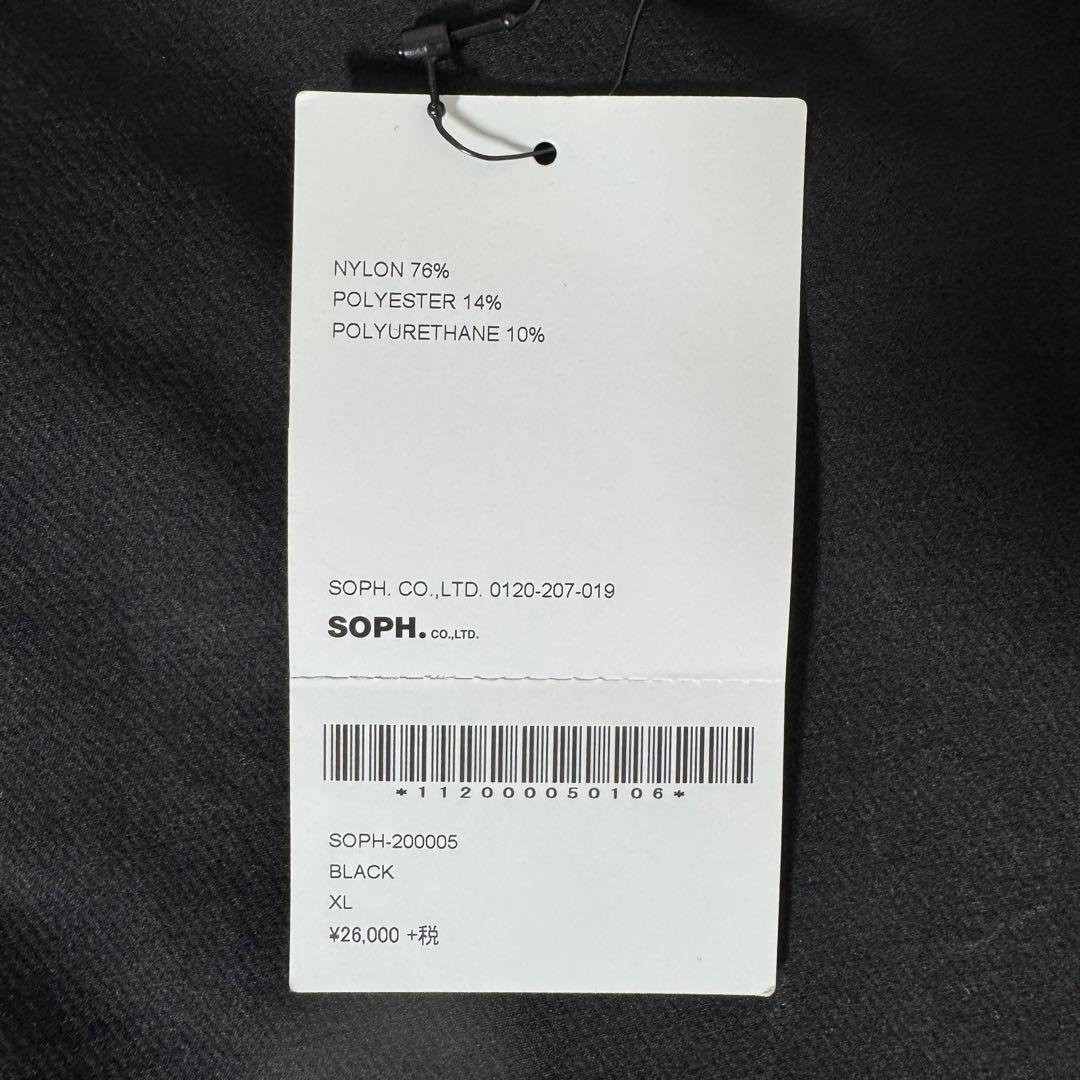 NYLON 76%
POLYESTER 14%
POLYURETHANE 10%
SOPH. CO.,LTD. 0120-207-019
SOPH. CO.,LTD.
*112000050106*
SOPH-200005
BLACK
XL
¥26,000 +税